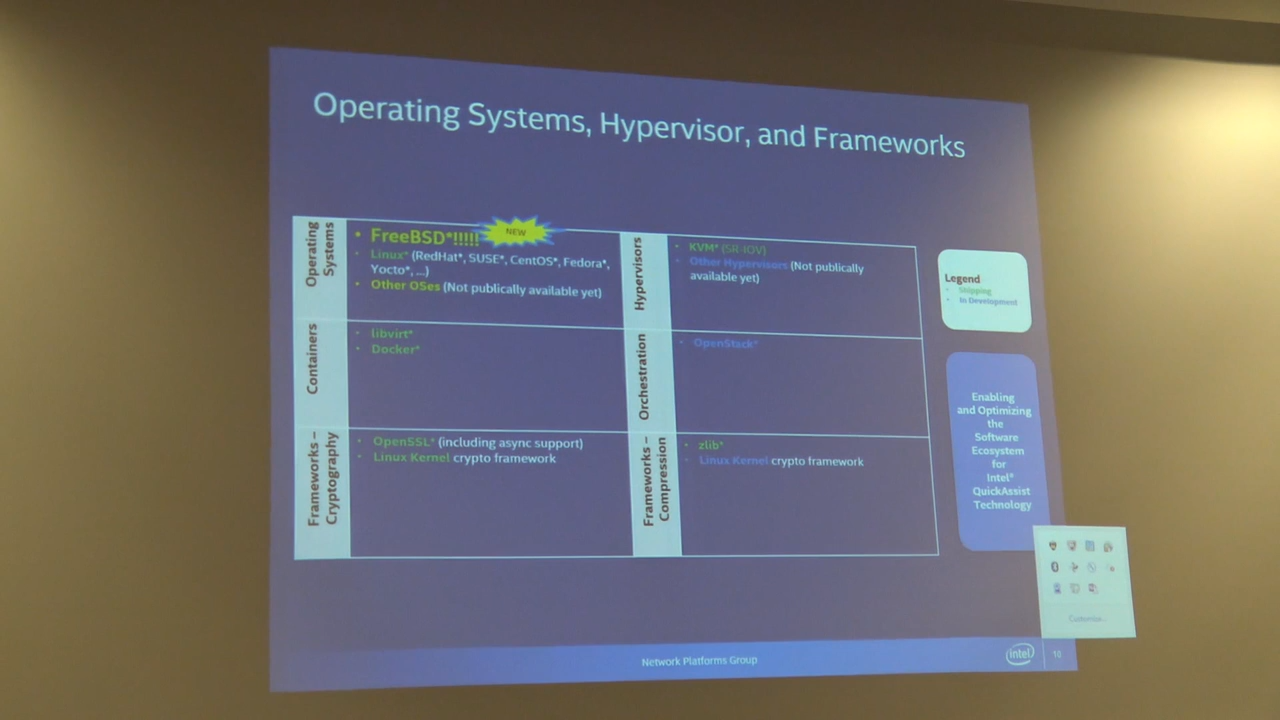 Operating Systems, Hypervisor, and Frameworks
Operating
Systems
• FreeBSD*!!!!!
NEW
• Linux* (RedHat*, SUSE*, CentOS*, Fedora*,
Yocto*, ...)
• Other OSes (Not publically available yet)
Hypervisors
• KVM* (SR-IOV)
• Other Hypervisors (Not publically
available yet)
Containers
• libvirt*
• Docker*
Orchestration
• OpenStack*
Frameworks –
Cryptography
• OpenSSL* (including async support)
• Linux Kernel crypto framework
Frameworks –
Compression
• zlib*
• Linux Kernel crypto framework
Legend
• Shipping
• In Development
Enabling
and Optimizing
the
Software
Ecosystem
for
Intel®
QuickAssist
Technology
Customize...
Network Platforms Group
intel
10